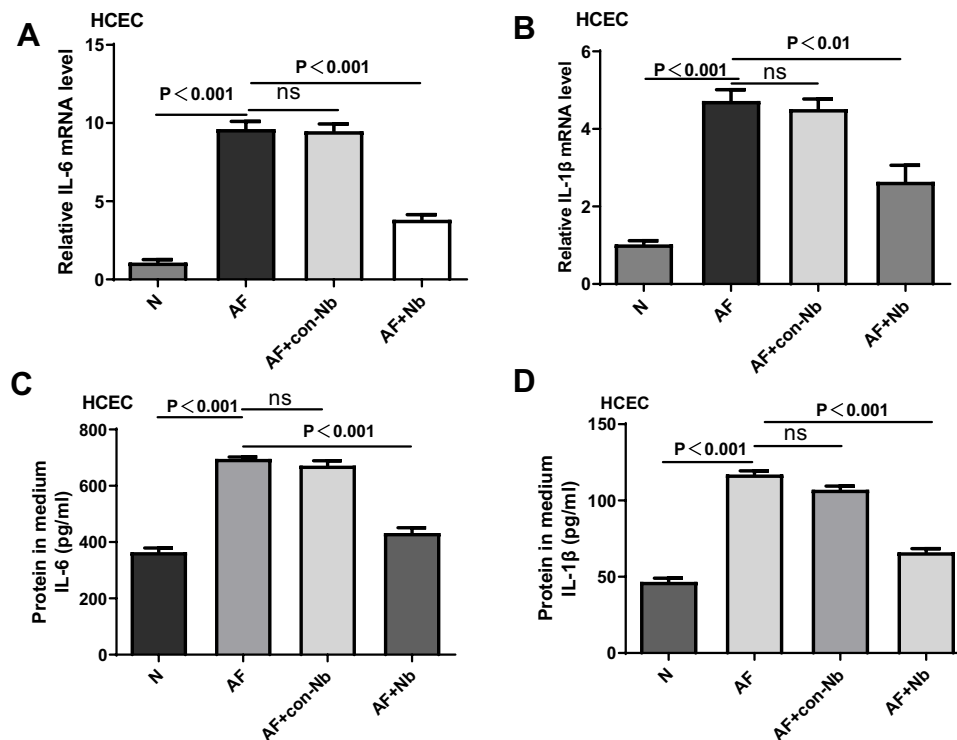 A
HCEC
Relative IL-6 mRNA level
15
10
5
0
P<0.001
ns
P<0.001
N
AF
AF+con-Nb
AF+Nb
B
HCEC
Relative IL-1β mRNA level
6
4
2
0
P<0.01
P<0.001
ns
N
AF
AF+con-Nb
AF+Nb
C
HCEC
Protein in medium
IL-6 (pg/ml)
800
600
400
200
0
P<0.001
ns
P<0.001
N
AF
AF+con-Nb
AF+Nb
D
HCEC
Protein in medium
IL-1β (pg/ml)
150
100
50
0
P<0.001
P<0.001
ns
N
AF
AF+con-Nb
AF+Nb